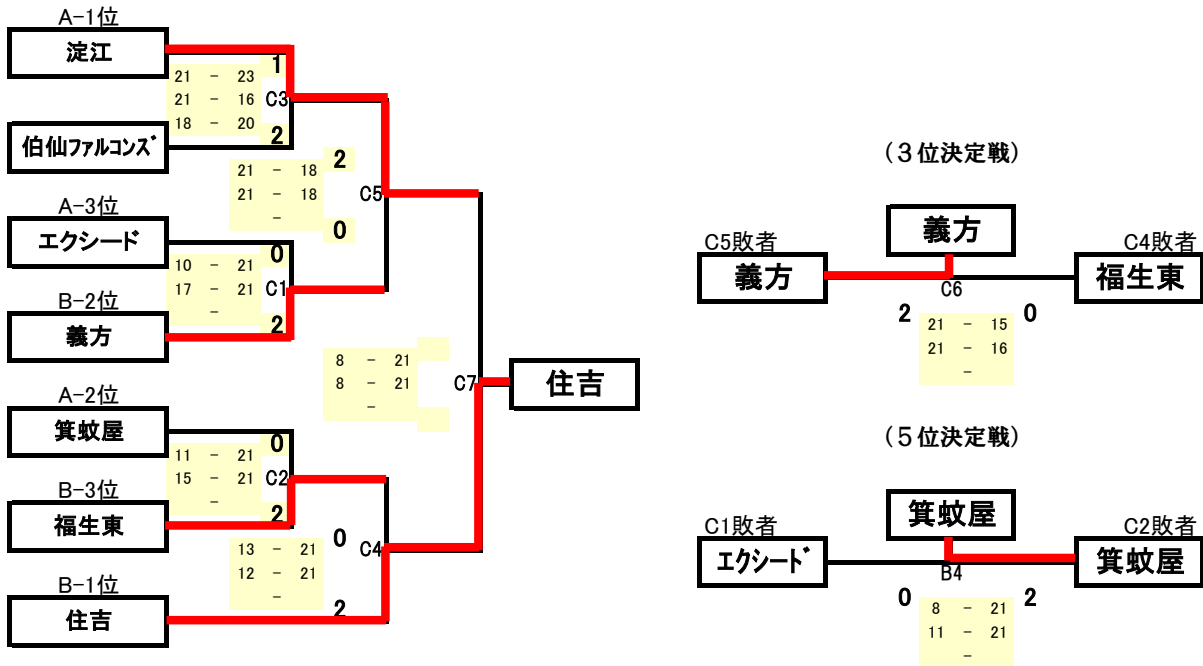 A-1位
淀江
1
21 - 23
21 - 16 C3
18 - 20
2
伯仙ファルコンズ
21 - 18 2
21 - 18 C5
-
0
A-3位
エクシード
0
10 - 21
17 - 21 C1
-
2
B-2位
義方
8 - 21
8 - 21 C7
-
住吉
A-2位
箕蚊屋
0
11 - 21
15 - 21 C2
-
2
B-3位
福生東
13 - 21 0 C4
12 - 21
-
2
B-1位
住吉
(３位決定戦)
義方
C5敗者
義方
C4敗者
福生東
C6
2 0
21 - 15
21 - 16
-
(５位決定戦)
箕蚊屋
C1敗者
エクシード
C2敗者
箕蚊屋
B4
0 2
8 - 21
11 - 21
-